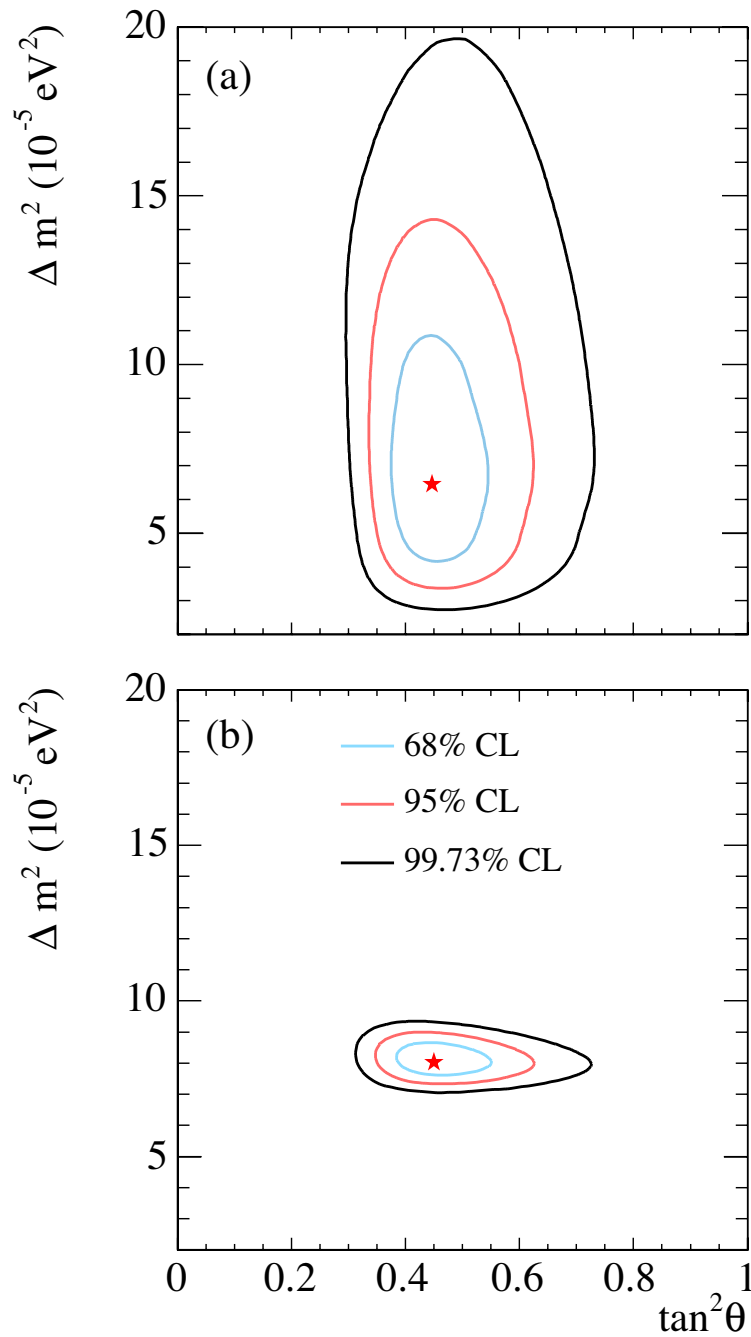 20
(a)
Δ m² (10⁻⁵ eV²)
15
10
5
20
(b)
68% CL
Δ m² (10⁻⁵ eV²)
95% CL
15
99.73% CL
10
5
0 0.2 0.4 0.6 0.8 1
tan²θ